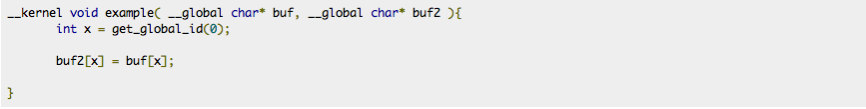 __kernel void example( __global char* buf, __global char* buf2 ){
int x = get_global_id(0);
buf2[x] = buf[x];
}